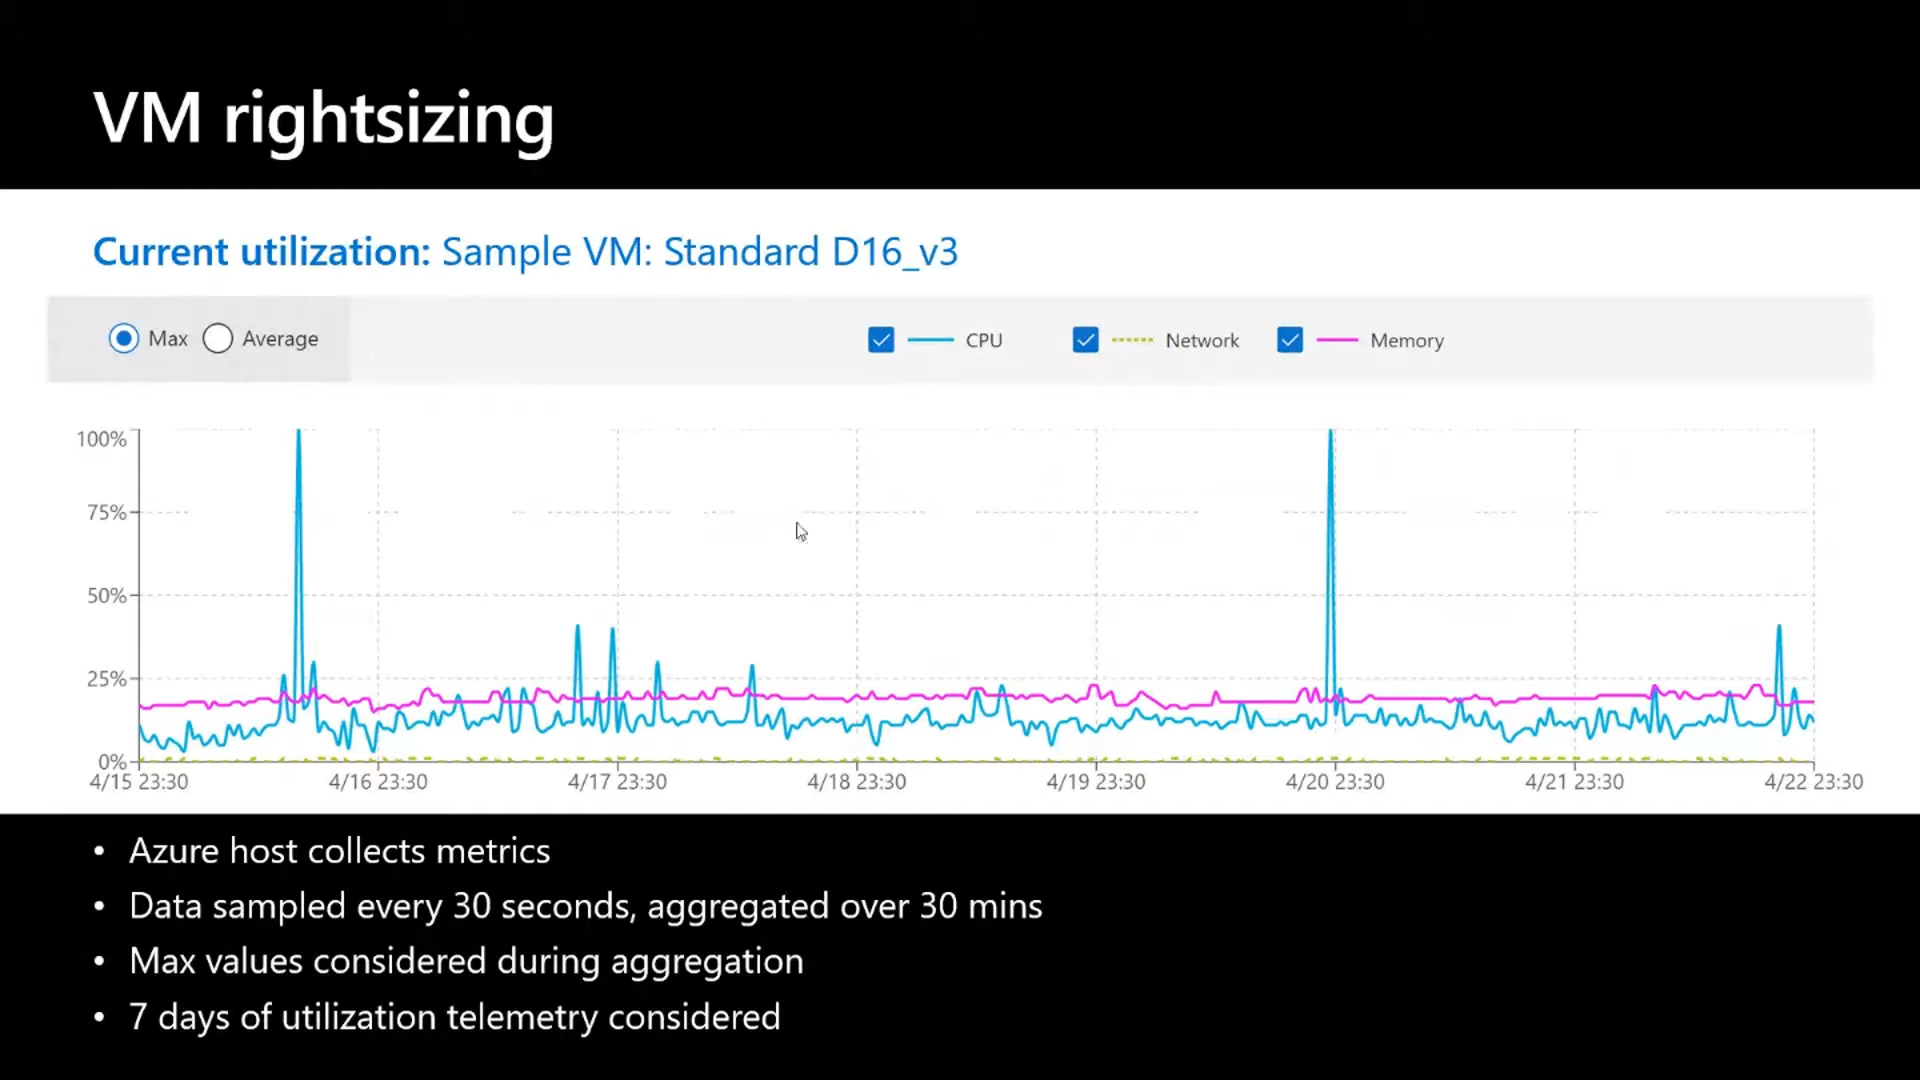 VM rightsizing
Current utilization: Sample VM: Standard D16_v3
Max Average CPU Network Memory
100%
75%
50%
25%
0%
4/15 23:30 4/16 23:30 4/17 23:30 4/18 23:30 4/19 23:30 4/20 23:30 4/21 23:30 4/22 23:30
• Azure host collects metrics
• Data sampled every 30 seconds, aggregated over 30 mins
• Max values considered during aggregation
• 7 days of utilization telemetry considered